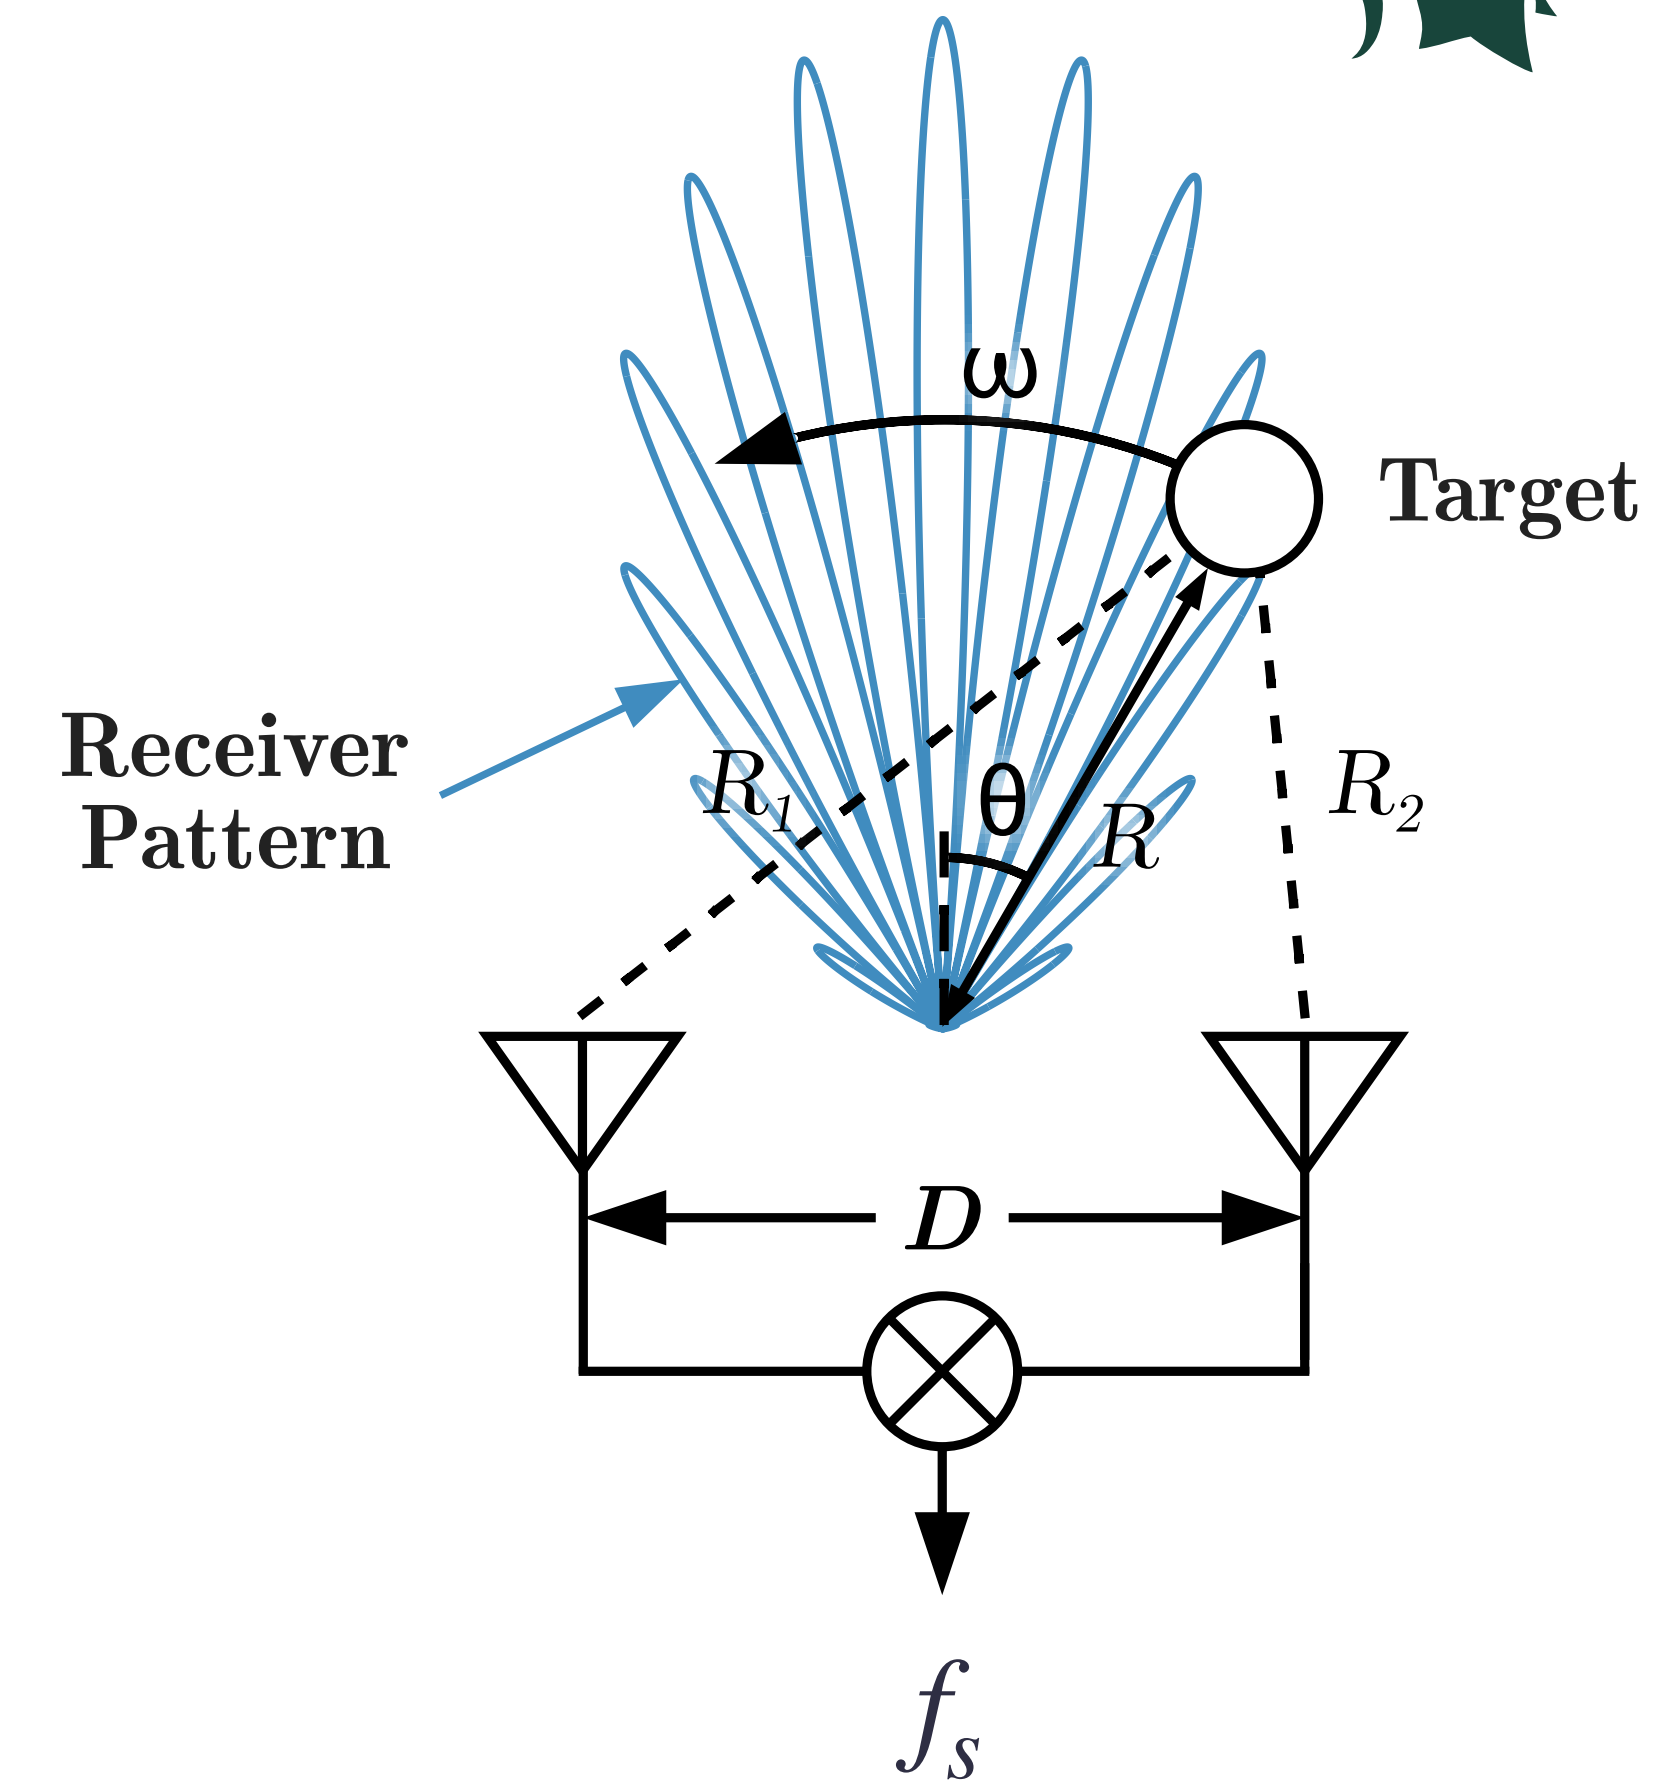 ω
Target
Receiver
Pattern
R₁
θ
R
R₂
D
fₛ